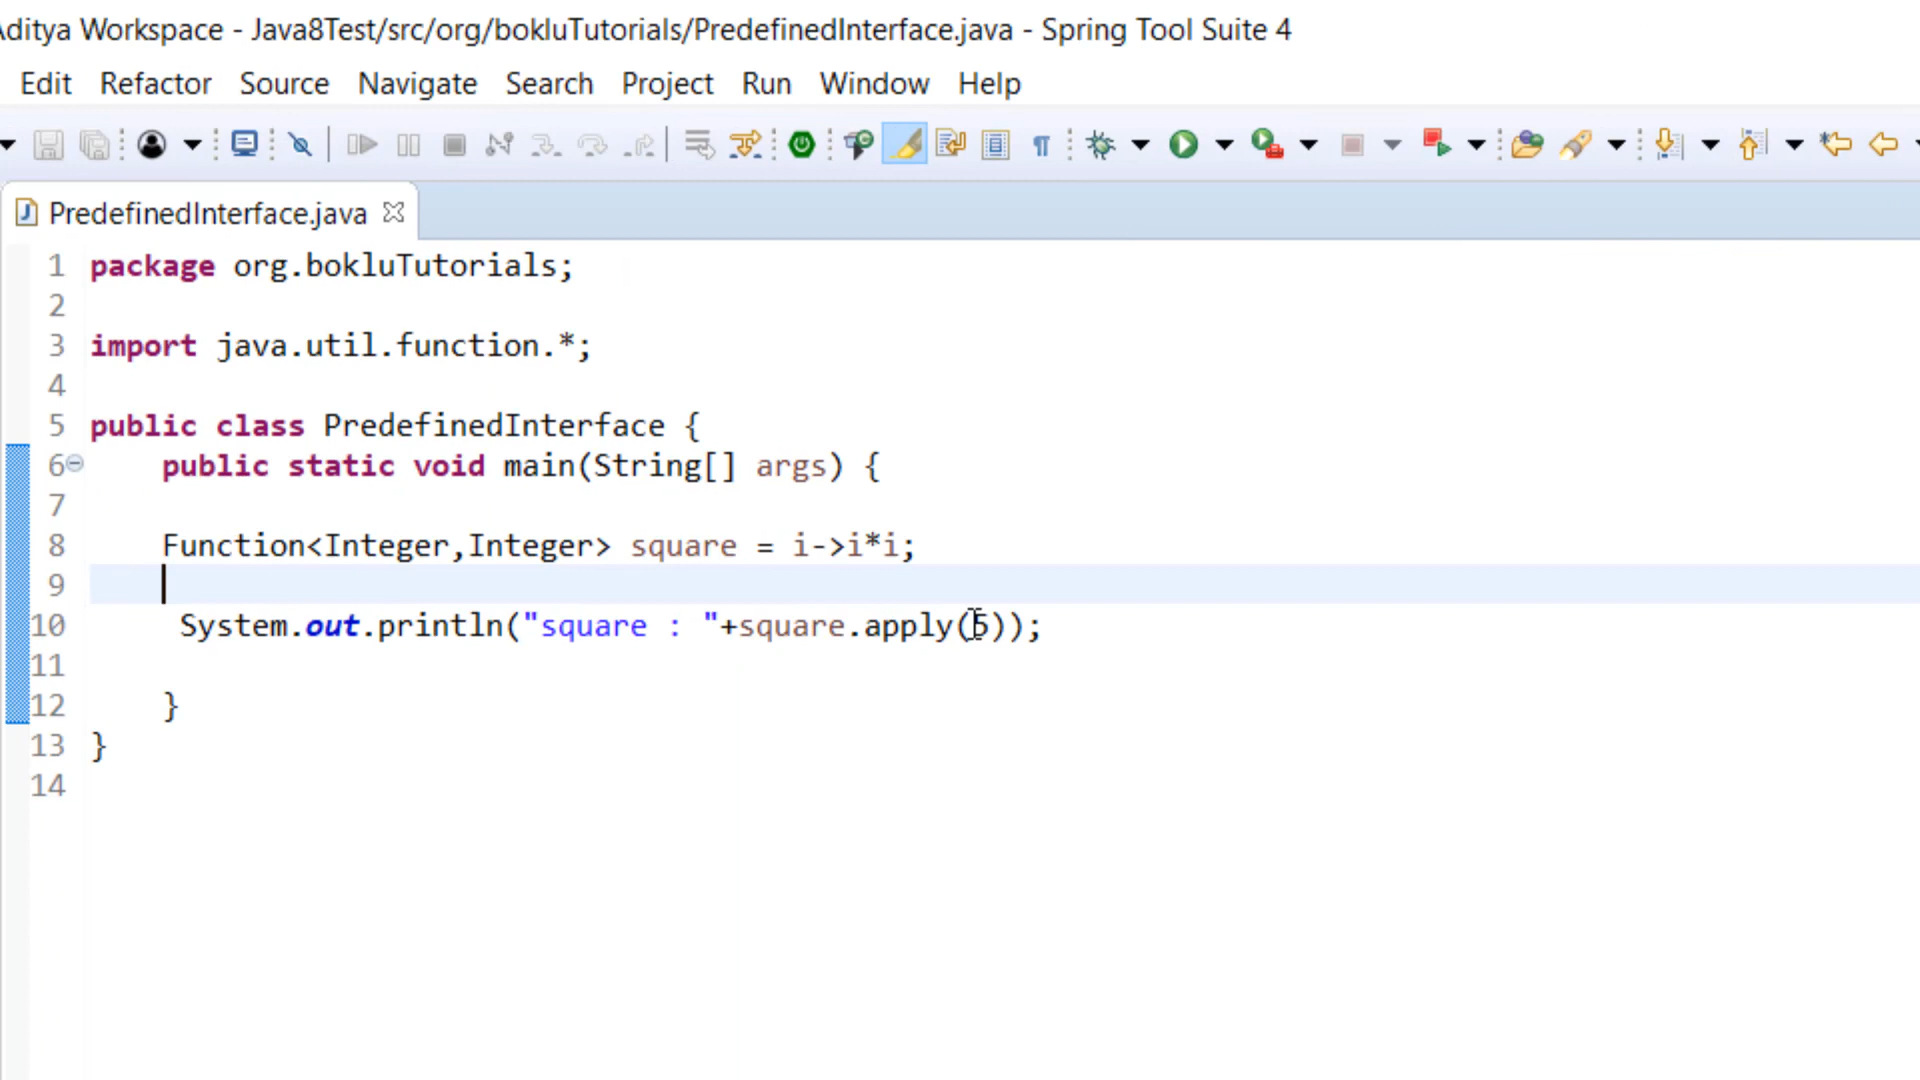 Aditya Workspace - Java8Test/src/org/bokluTutorials/PredefinedInterface.java - Spring Tool Suite 4
Edit Refactor Source Navigate Search Project Run Window Help
PredefinedInterface.java
1 package org.bokluTutorials;
2
3 import java.util.function.*;
4
5 public class PredefinedInterface {
6 public static void main(String[] args) {
7
8 Function<Integer,Integer> square = i->i*i;
9
10 System.out.println("square : "+square.apply(5));
11
12 }
13 }
14